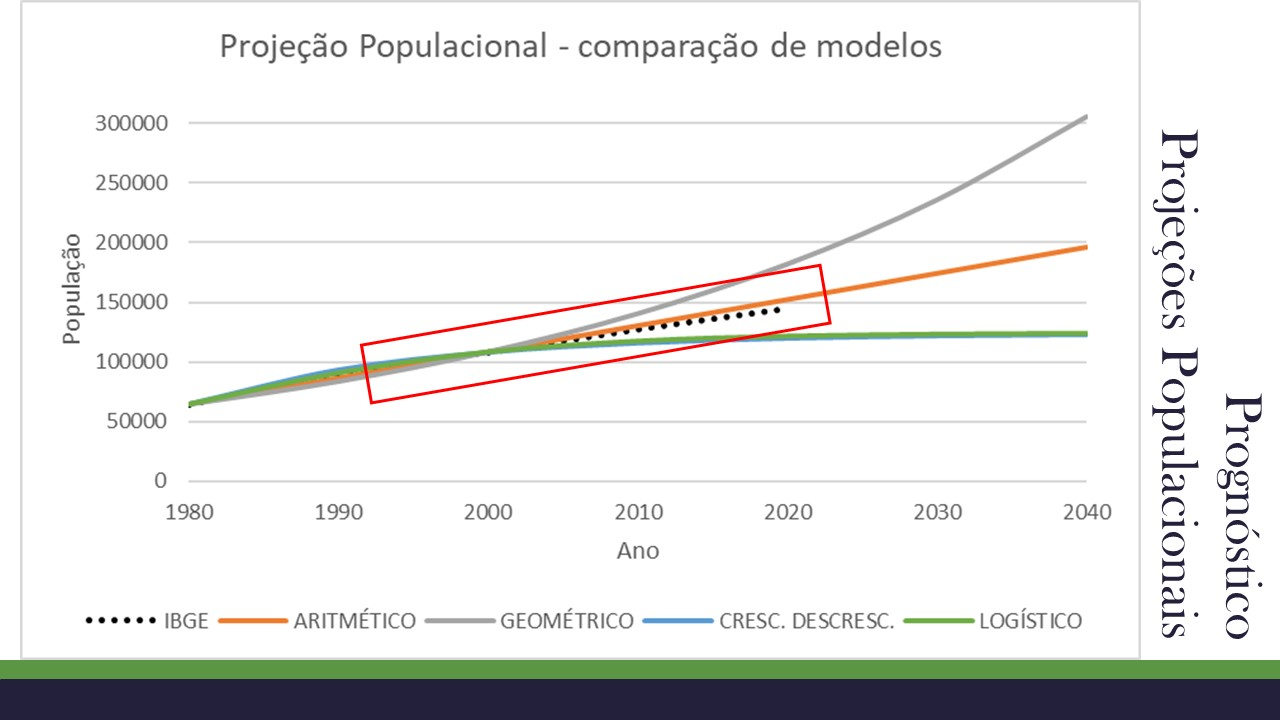 Projeção Populacional - comparação de modelos
População
300000
250000
200000
150000
100000
50000
0
1980 1990 2000 2010 2020 2030 2040
Ano
IBGE ARITMÉTICO GEOMÉTRICO CRESC. DESCRESC. LOGÍSTICO
Prognóstico
Projeções Populacionais